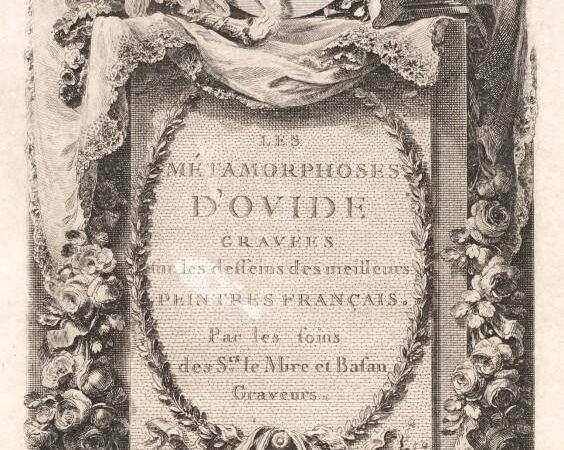 LES
MÉTAMORPHOSES
D'OVIDE
GRAVÉES
sur les desseins des meilleurs
PEINTRES FRANÇAIS.
Par les soins
des S.rs le Mire et Basan
Graveurs.